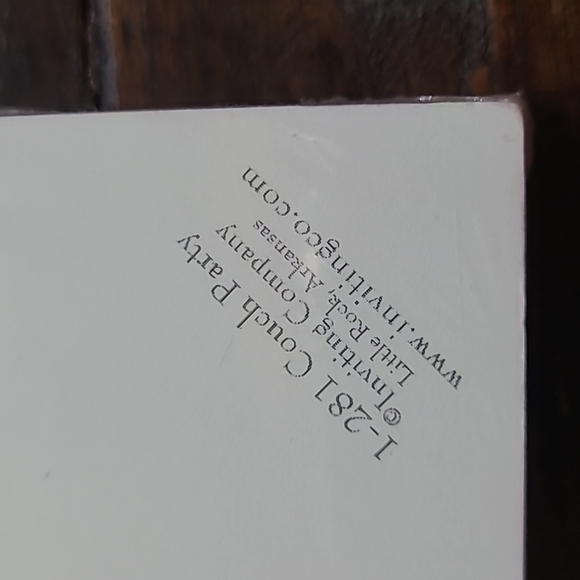 1-281 Couch Party
©Inviting Company
Little Rock, Arkansas
www.invitingco.com